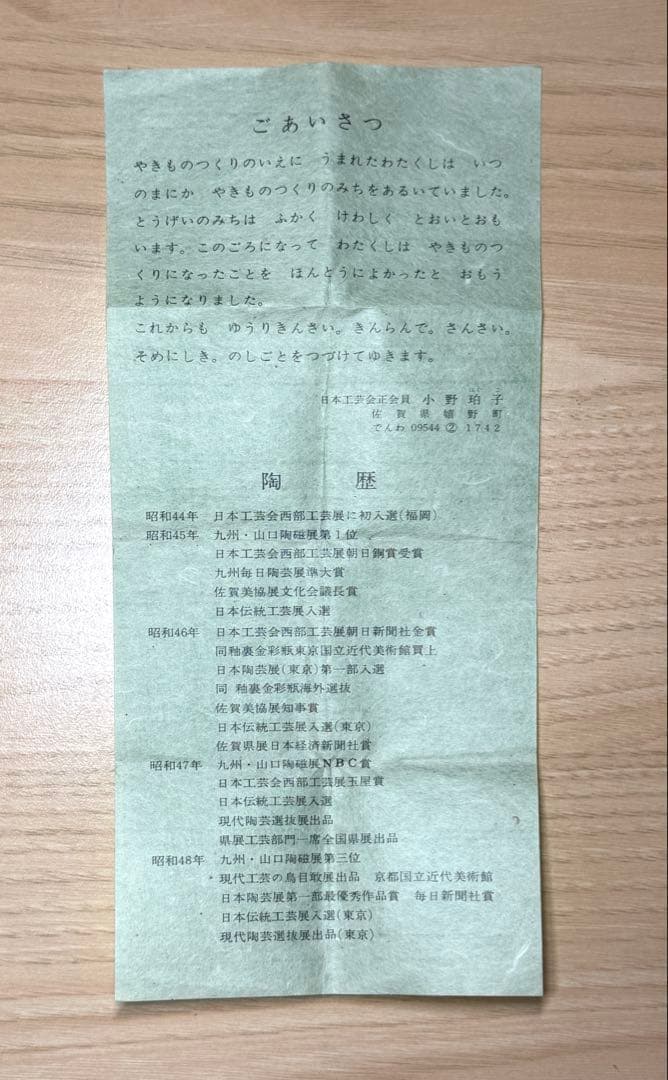 ごあいさつ
やきものつくりのいえに　うまれたわたくしは　いつ
のまにか　やきものつくりのみちをあるいていました。
とうげいのみちは　ふかく　けわしく　とおいとおも
います。このごろになって　わたくしは　やきものつ
くりになったことを　ほんとうによかったと　おもう
ようになりました。
これからも　ゆうりきんさい。きんらんで。さんさい。
そめにしき。のしごとをつづけてゆきます。
日本工芸会正会員　小野珀子
佐賀県嬉野町
でんわ 09544 ② 1742
陶　歴
昭和44年　日本工芸会西部工芸展に初入選(福岡)
昭和45年　九州・山口陶磁展第1位
日本工芸会西部工芸展朝日銅賞受賞
九州毎日陶芸展準大賞
佐賀美協展文化会議長賞
日本伝統工芸展入選
昭和46年　日本工芸会西部工芸展朝日新聞社金賞
同釉裏金彩瓶東京国立近代美術館買上
日本陶芸展(東京)第一部入選
同 釉裏金彩瓶海外選抜
佐賀美協展知事賞
日本伝統工芸展入選(東京)
佐賀県展日本経済新聞社賞
昭和47年　九州・山口陶磁展NBC賞
日本工芸会西部工芸展玉屋賞
日本伝統工芸展入選
現代陶芸選抜展出品
県展工芸部門一席全国県展出品
昭和48年　九州・山口陶磁展第三位
現代工芸の鳥目敢展出品　京都国立近代美術館
日本陶芸展第一部最優秀作品賞　毎日新聞社賞
日本伝統工芸展入選(東京)
現代陶芸選抜展出品(東京)